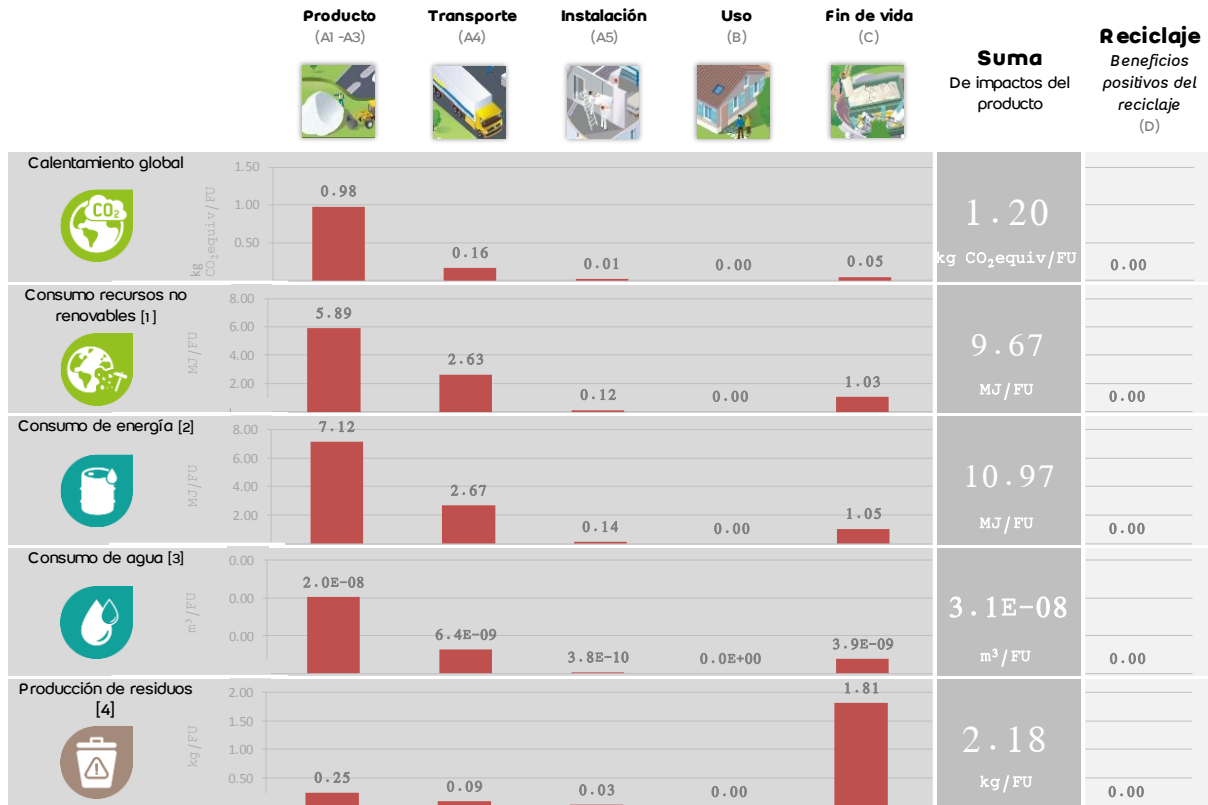 Producto
(A1 -A3)
Transporte
(A4)
Instalación
(A5)
Uso
(B)
Fin de vida
(C)
Suma
De impactos del
producto
Reciclaje
Beneficios
positivos del
reciclaje
(D)
Calentamiento global
CO₂
kg
CO₂equiv/FU
1.50
1.00
0.50
0.98
0.16
0.01
0.00
0.05
1.20
kg CO₂equiv/FU
0.00
Consumo recursos no
renovables [1]
MJ/FU
8.00
6.00
4.00
2.00
-
5.89
2.63
0.12
0.00
1.03
9.67
MJ/FU
0.00
Consumo de energía [2]
MJ/FU
8.00
6.00
4.00
2.00
7.12
2.67
0.14
0.00
1.05
10.97
MJ/FU
0.00
Consumo de agua [3]
m³/FU
0.00
0.00
0.00
2.0E-08
6.4E-09
3.8E-10
0.0E+00
3.9E-09
3.1E-08
m³/FU
0.00
Producción de residuos
[4]
kg/FU
2.00
1.50
1.00
0.50
0.25
0.09
0.03
0.00
1.81
2.18
kg/FU
0.00